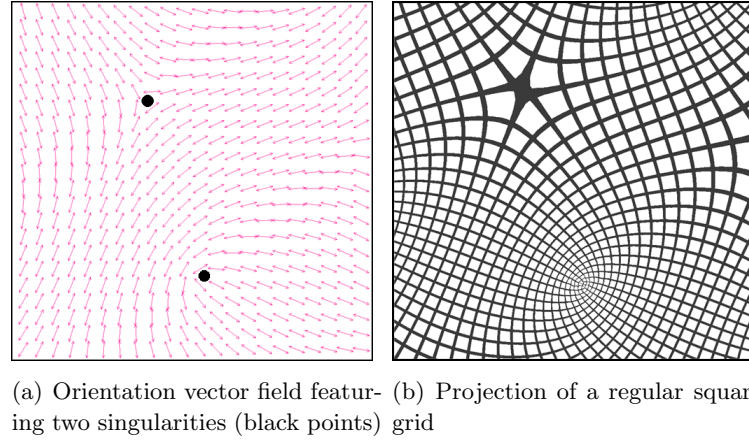 (a) Orientation vector field featur-
ing two singularities (black points)
(b) Projection of a regular squar
grid